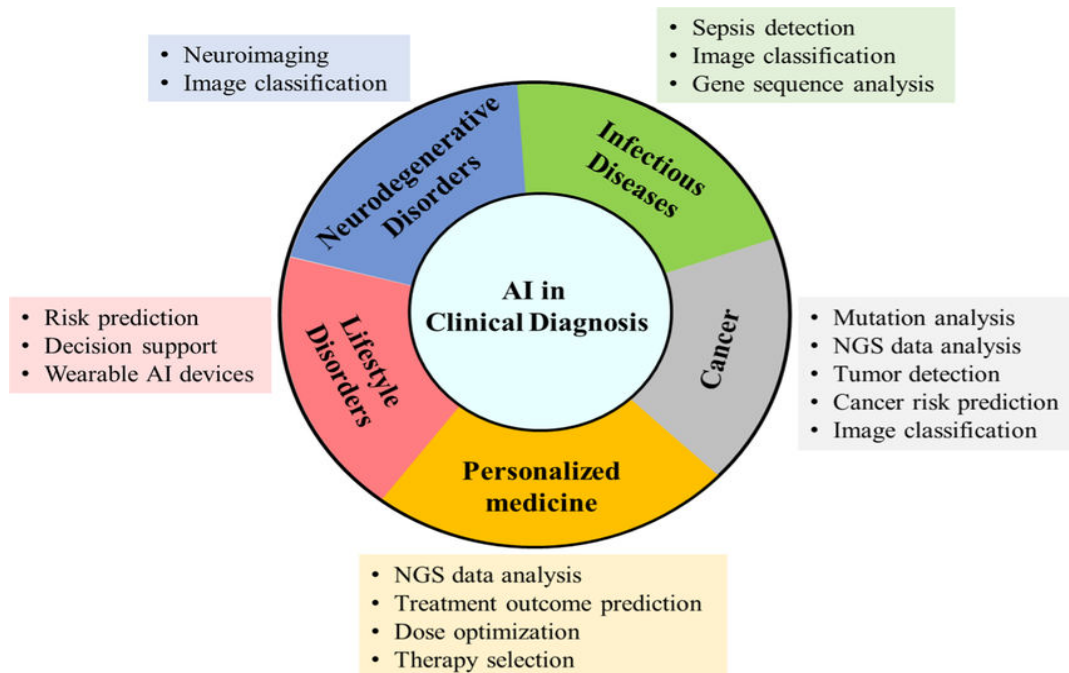 • Neuroimaging
• Image classification
• Sepsis detection
• Image classification
• Gene sequence analysis
Neurodegenerative
Disorders
Infectious
Diseases
• Risk prediction
• Decision support
• Wearable AI devices
Lifestyle
Disorders
AI in
Clinical Diagnosis
Cancer
• Mutation analysis
• NGS data analysis
• Tumor detection
• Cancer risk prediction
• Image classification
Personalized
medicine
• NGS data analysis
• Treatment outcome prediction
• Dose optimization
• Therapy selection